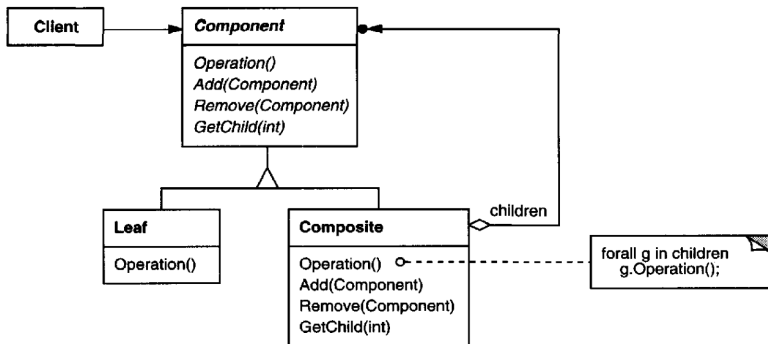 Client
Component
Operation()
Add(Component)
Remove(Component)
GetChild(int)
Leaf
Operation()
Composite
Operation()
Add(Component)
Remove(Component)
GetChild(int)
children
forall g in children
g.Operation();